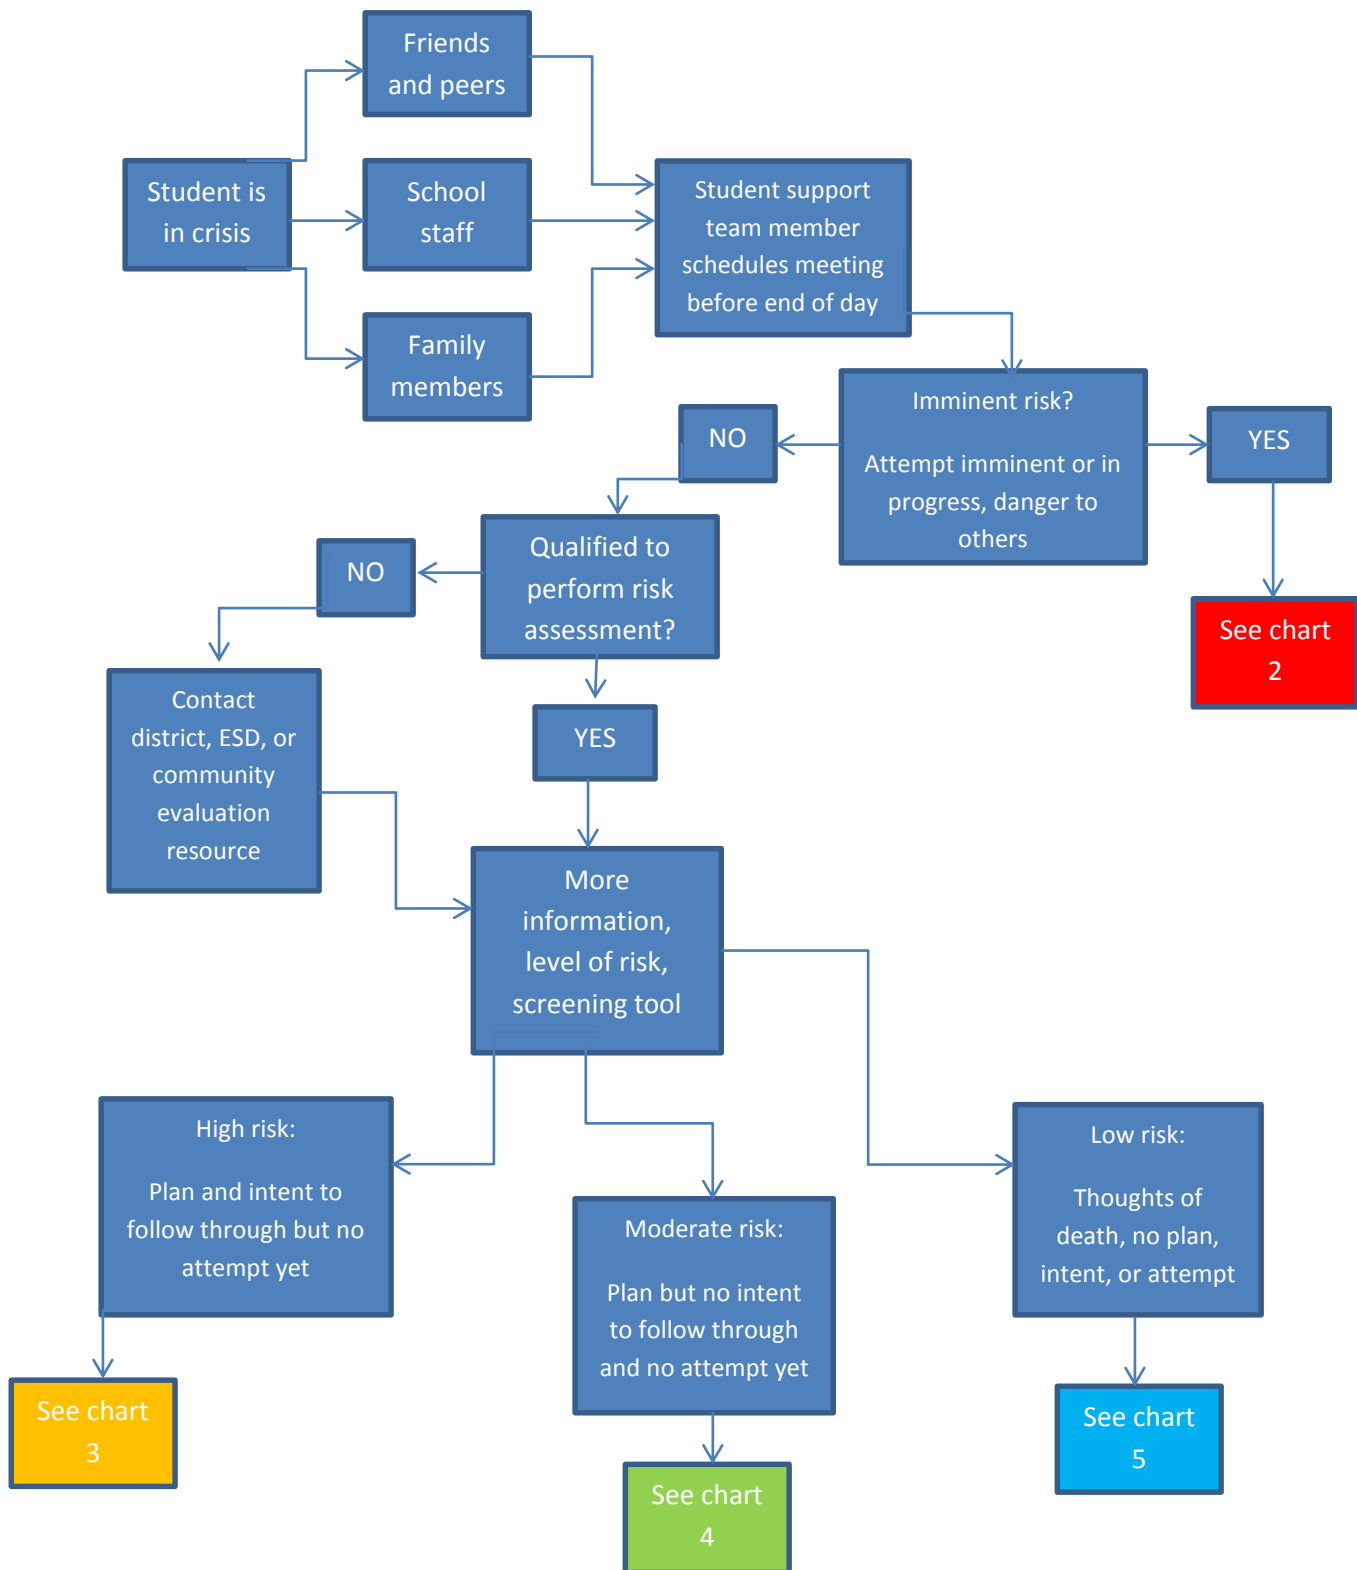 Friends
and peers
Student is
in crisis
School
staff
Family
members
Student support
team member
schedules meeting
before end of day
Imminent risk?
Attempt imminent or in
progress, danger to
others
YES
NO
See chart
2
Qualified to
perform risk
assessment?
NO
YES
Contact
district, ESD, or
community
evaluation
resource
More
information,
level of risk,
screening tool
High risk:
Plan and intent to
follow through but no
attempt yet
Moderate risk:
Plan but no intent
to follow through
and no attempt yet
Low risk:
Thoughts of
death, no plan,
intent, or attempt
See chart
3
See chart
4
See chart
5